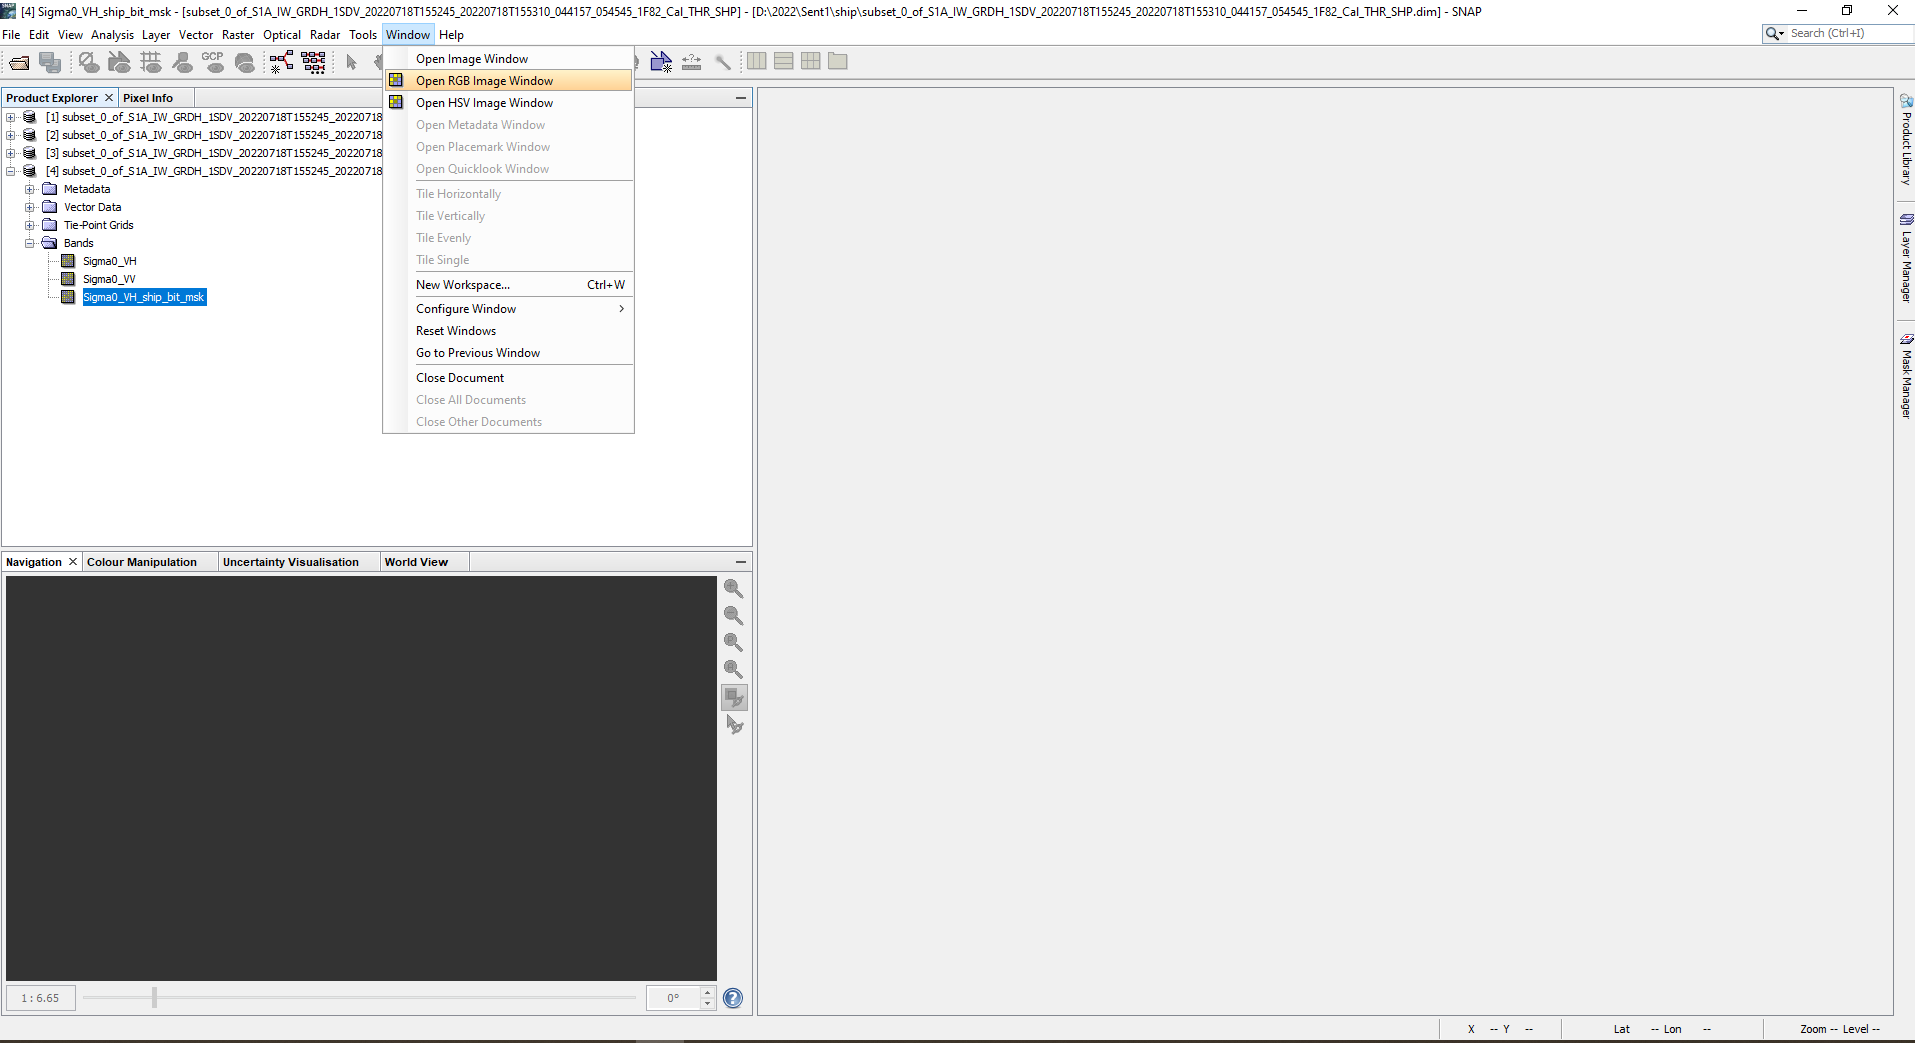 [4] Sigma0_VH_ship_bit_msk - [subset_0_of_S1A_IW_GRDH_1SDV_20220718T155245_20220718T155310_044157_054545_1F82_Cal_THR_SHP] - [D:\2022\Sent1\ship\subset_0_of_S1A_IW_GRDH_1SDV_20220718T155245_20220718T155310_044157_054545_1F82_Cal_THR_SHP.dim] - SNAP
File Edit View Analysis Layer Vector Raster Optical Radar Tools Window Help
Search (Ctrl+I)
GCP
Open Image Window
Open RGB Image Window
Open HSV Image Window
Open Metadata Window
Open Placemark Window
Open Quicklook Window
Tile Horizontally
Tile Vertically
Tile Evenly
Tile Single
New Workspace... Ctrl+W
Configure Window
Reset Windows
Go to Previous Window
Close Document
Close All Documents
Close Other Documents
Product Explorer Pixel Info
[1] subset_0_of_S1A_IW_GRDH_1SDV_20220718T155245_20220718
[2] subset_0_of_S1A_IW_GRDH_1SDV_20220718T155245_20220718
[3] subset_0_of_S1A_IW_GRDH_1SDV_20220718T155245_20220718
[4] subset_0_of_S1A_IW_GRDH_1SDV_20220718T155245_20220718
Metadata
Vector Data
Tie-Point Grids
Bands
Sigma0_VH
Sigma0_VV
Sigma0_VH_ship_bit_msk
Navigation Colour Manipulation Uncertainty Visualisation World View
1 : 6.65
0°
Product Library
Layer Manager
Mask Manager
X -- Y -- Lat -- Lon -- Zoom -- Level --